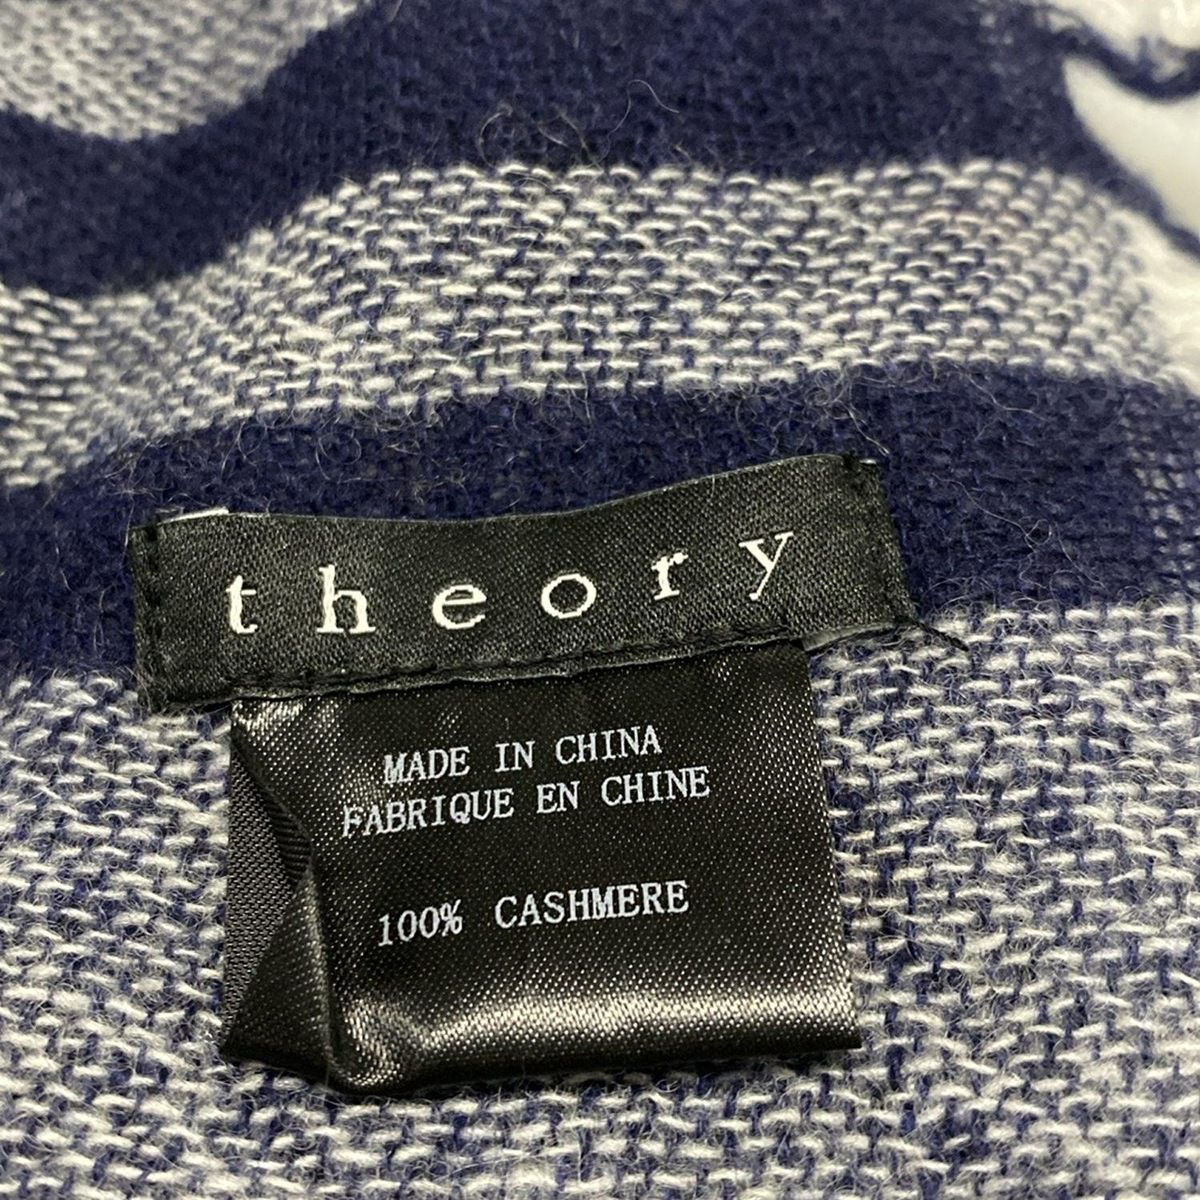 theory
MADE IN CHINA
FABRIQUE EN CHINE
100% CASHMERE